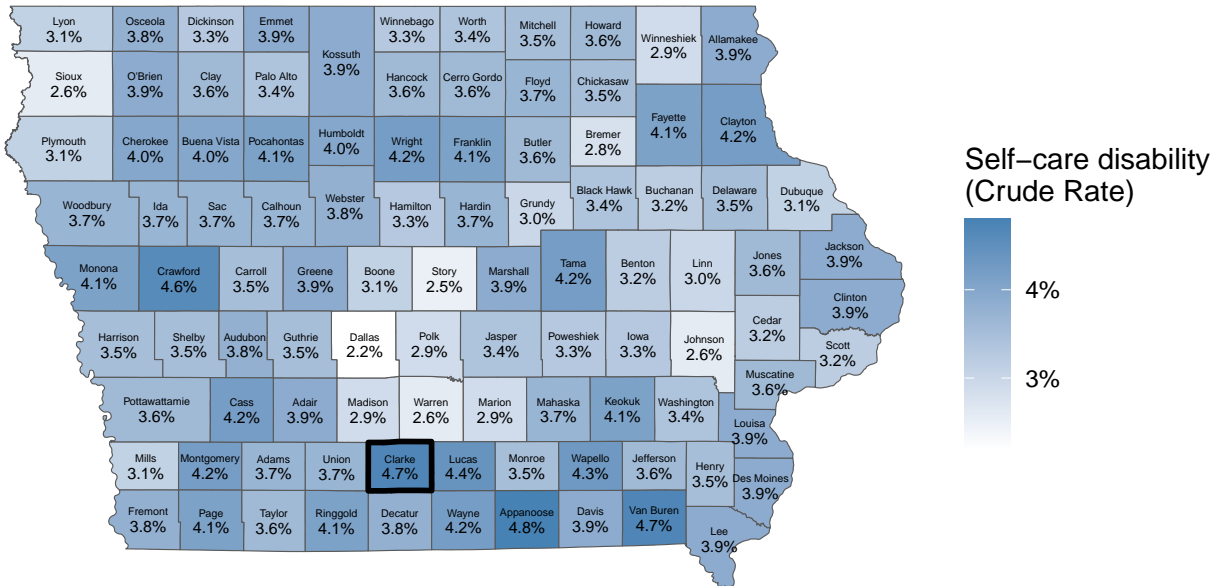 Lyon
3.1%
Osceola
3.8%
Dickinson
3.3%
Emmet
3.9%
Kossuth
3.9%
Winnebago
3.3%
Worth
3.4%
Mitchell
3.5%
Howard
3.6%
Winneshiek
2.9%
Allamakee
3.9%
Sioux
2.6%
O'Brien
3.9%
Clay
3.6%
Palo Alto
3.4%
Hancock
3.6%
Cerro Gordo
3.6%
Floyd
3.7%
Chickasaw
3.5%
Fayette
4.1%
Clayton
4.2%
Plymouth
3.1%
Cherokee
4.0%
Buena Vista
4.0%
Pocahontas
4.1%
Humboldt
4.0%
Wright
4.2%
Franklin
4.1%
Butler
3.6%
Bremer
2.8%
Woodbury
3.7%
Ida
3.7%
Sac
3.7%
Calhoun
3.7%
Webster
3.8%
Hamilton
3.3%
Hardin
3.7%
Grundy
3.0%
Black Hawk
3.4%
Buchanan
3.2%
Delaware
3.5%
Dubuque
3.1%
Monona
4.1%
Crawford
4.6%
Carroll
3.5%
Greene
3.9%
Boone
3.1%
Story
2.5%
Marshall
3.9%
Tama
4.2%
Benton
3.2%
Linn
3.0%
Jones
3.6%
Jackson
3.9%
Clinton
3.9%
Harrison
3.5%
Shelby
3.5%
Audubon
3.8%
Guthrie
3.5%
Dallas
2.2%
Polk
2.9%
Jasper
3.4%
Poweshiek
3.3%
Iowa
3.3%
Johnson
2.6%
Cedar
3.2%
Scott
3.2%
Muscatine
3.6%
Pottawattamie
3.6%
Cass
4.2%
Adair
3.9%
Madison
2.9%
Warren
2.6%
Marion
2.9%
Mahaska
3.7%
Keokuk
4.1%
Washington
3.4%
Louisa
3.9%
Mills
3.1%
Montgomery
4.2%
Adams
3.7%
Union
3.7%
Clarke
4.7%
Lucas
4.4%
Monroe
3.5%
Wapello
4.3%
Jefferson
3.6%
Henry
3.5%
Des Moines
3.9%
Fremont
3.8%
Page
4.1%
Taylor
3.6%
Ringgold
4.1%
Decatur
3.8%
Wayne
4.2%
Appanoose
4.8%
Davis
3.9%
Van Buren
4.7%
Lee
3.9%
Self−care disability
(Crude Rate)
4%
3%